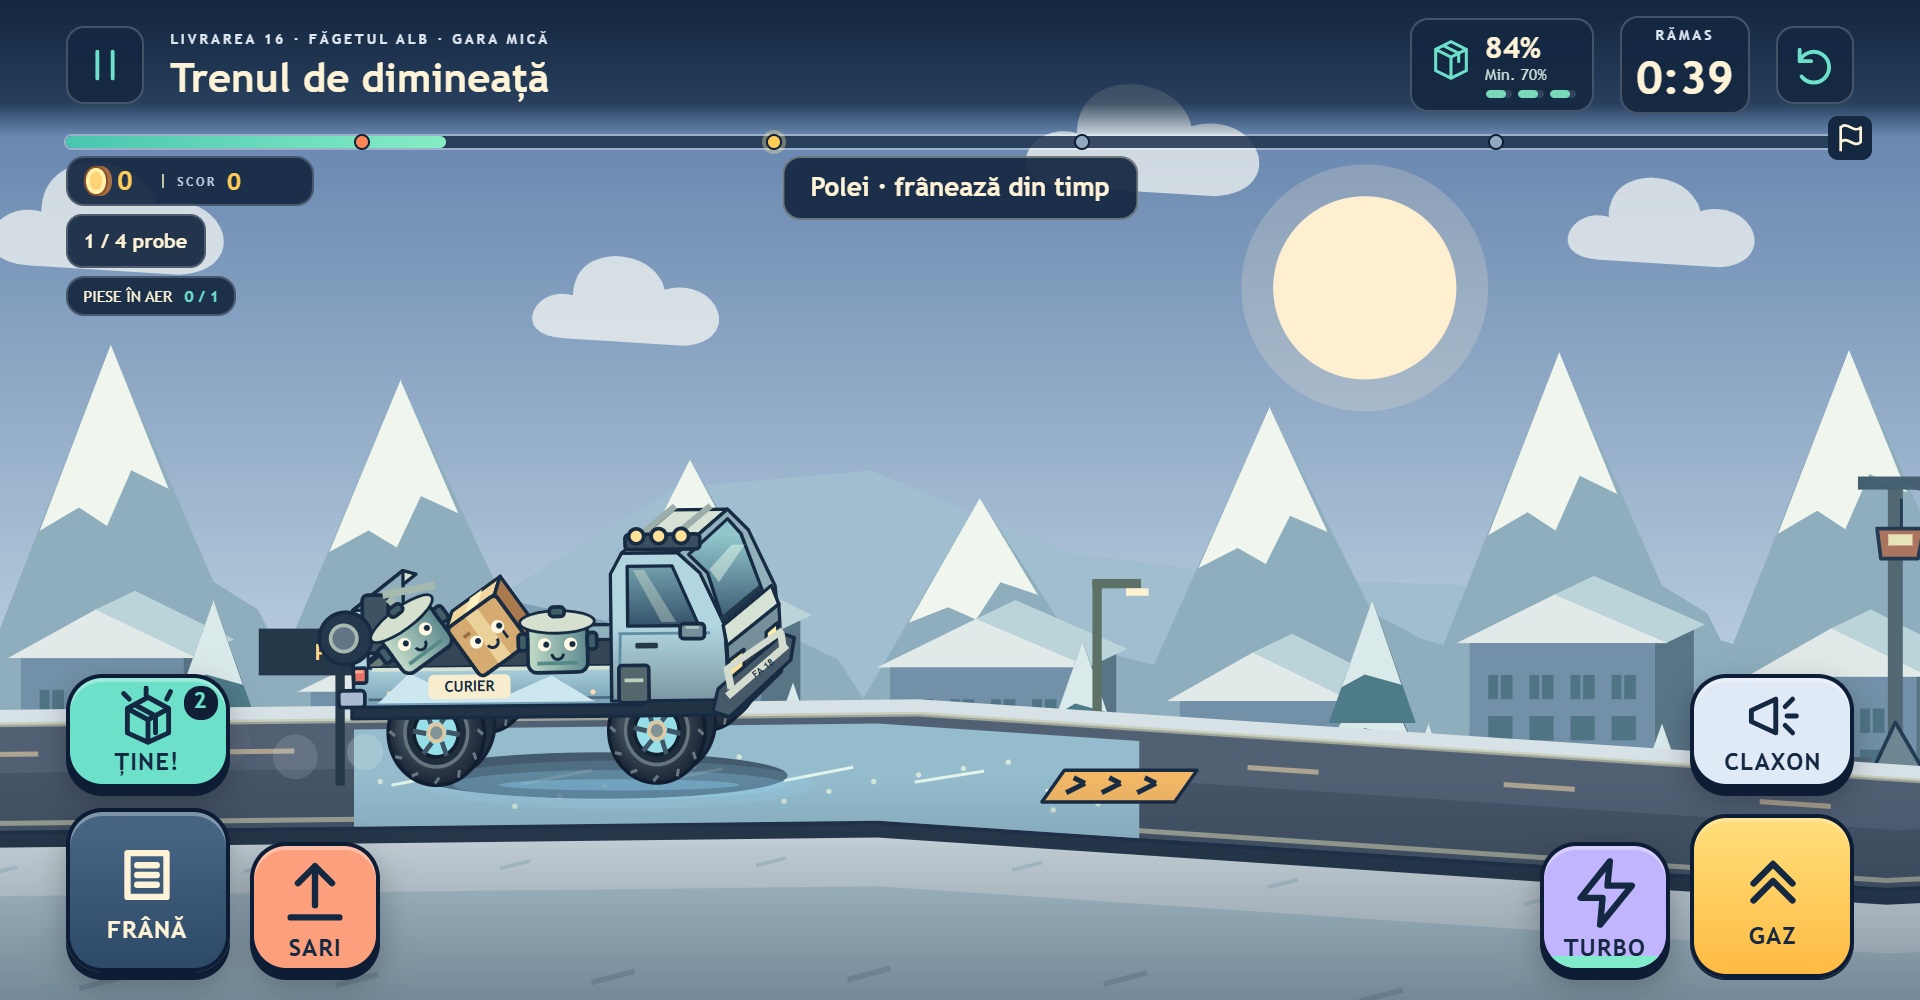 LIVRAREA 16 · FĂGETUL ALB · GARA MICĂ
Trenul de dimineață
84%
Min. 70%
RĂMAS
0:39
0 | SCOR 0
Polei · frânează din timp
1 / 4 probe
PIESE ÎN AER 0 / 1
CURIER
2
ȚINE!
CLAXON
FRÂNĂ
SARI
TURBO
GAZ